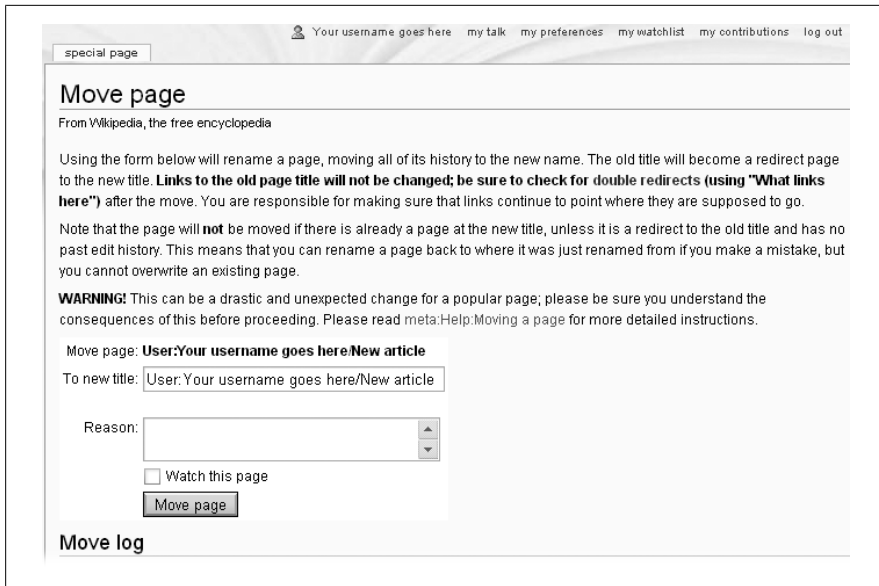 Your username goes here my talk my preferences my watchlist my contributions log out
special page
Move page
From Wikipedia, the free encyclopedia
Using the form below will rename a page, moving all of its history to the new name. The old title will become a redirect page
to the new title. Links to the old page title will not be changed; be sure to check for double redirects (using "What links
here") after the move. You are responsible for making sure that links continue to point where they are supposed to go.
Note that the page will not be moved if there is already a page at the new title, unless it is a redirect to the old title and has no
past edit history. This means that you can rename a page back to where it was just renamed from if you make a mistake, but
you cannot overwrite an existing page.
WARNING! This can be a drastic and unexpected change for a popular page; please be sure you understand the
consequences of this before proceeding. Please read meta:Help:Moving a page for more detailed instructions.
Move page: User:Your username goes here/New article
To new title: User:Your username goes here/New article
Reason:
Watch this page
Move page
Move log